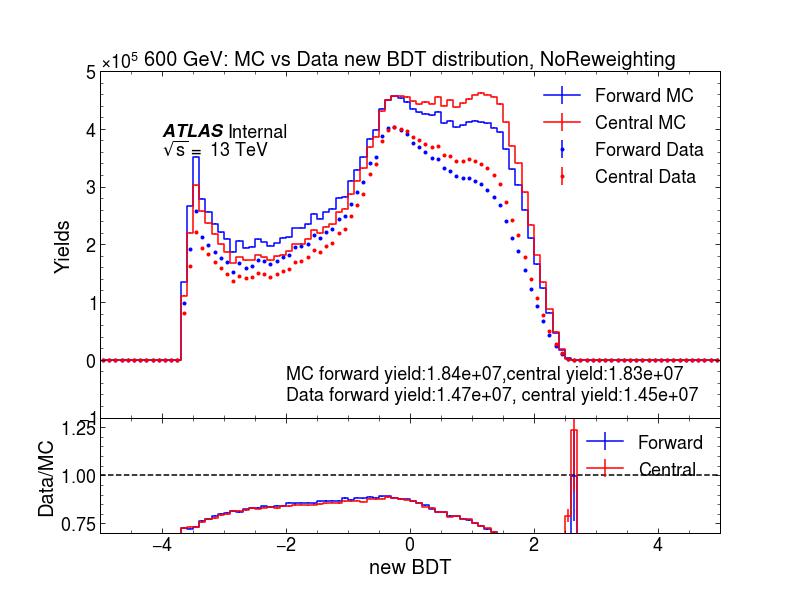 ×10⁵ 600 GeV: MC vs Data new BDT distribution, NoReweighting
5
4
3
2
1
0
−1
Yields
ATLAS Internal
√s = 13 TeV
Forward MC
Central MC
Forward Data
Central Data
MC forward yield:1.84e+07,central yield:1.83e+07
Data forward yield:1.47e+07, central yield:1.45e+07
1.25
1.00
0.75
Data/MC
Forward
Central
−4 −2 0 2 4
new BDT